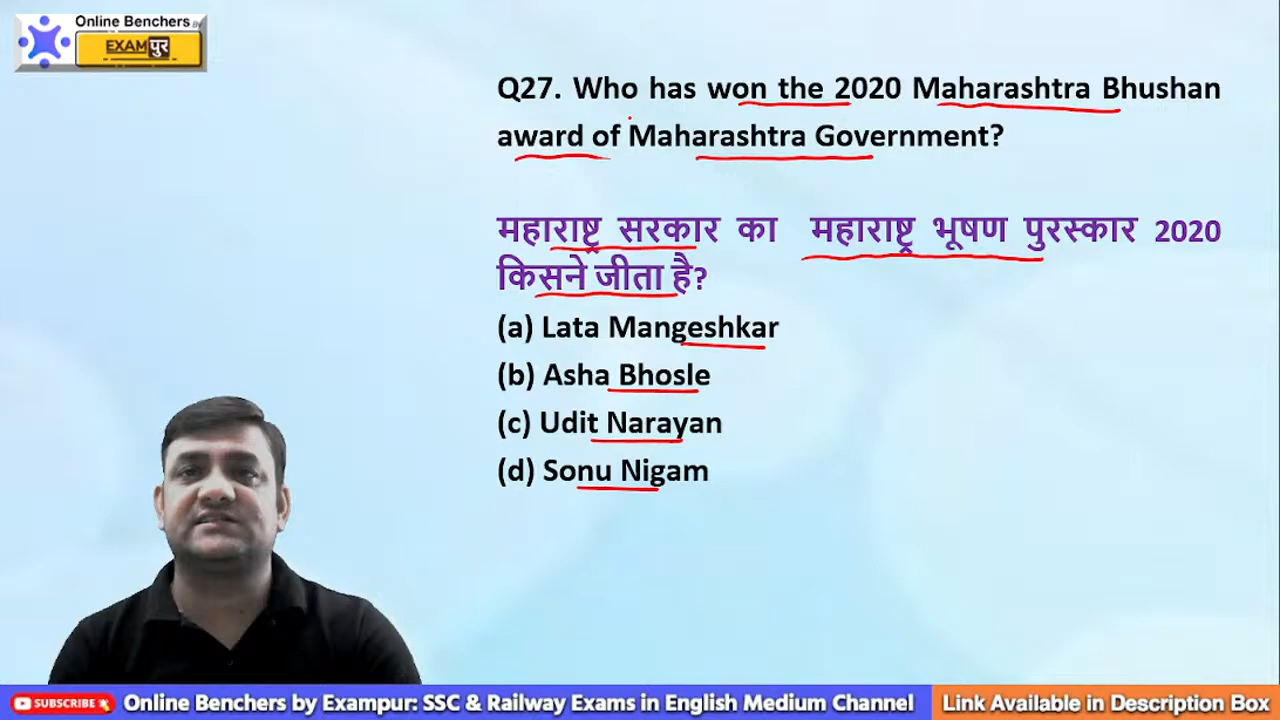 Online Benchers By
EXAMपुर
Q27. Who has won the 2020 Maharashtra Bhushan
award of Maharashtra Government?
महाराष्ट्र सरकार का महाराष्ट्र भूषण पुरस्कार 2020
किसने जीता है?
(a) Lata Mangeshkar
(b) Asha Bhosle
(c) Udit Narayan
(d) Sonu Nigam
SUBSCRIBE Online Benchers by Exampur: SSC & Railway Exams in English Medium Channel Link Available in Description Box